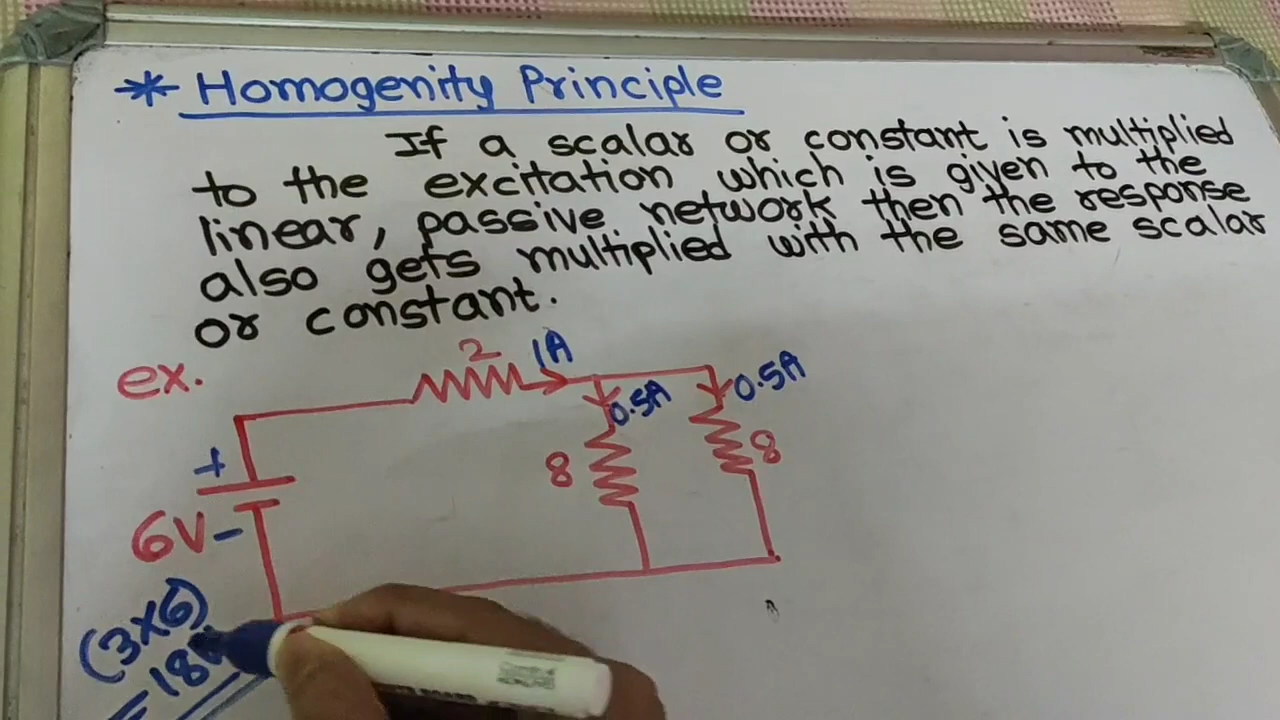 * Homogenity Principle
If a scalar or constant is multiplied
to the excitation which is given to the
linear, passive network then the response
also gets multiplied with the same scalar
or constant.
ex.
2 1A
0.5A 0.5A
8 8
+
6V -
(3x6)
= 18V